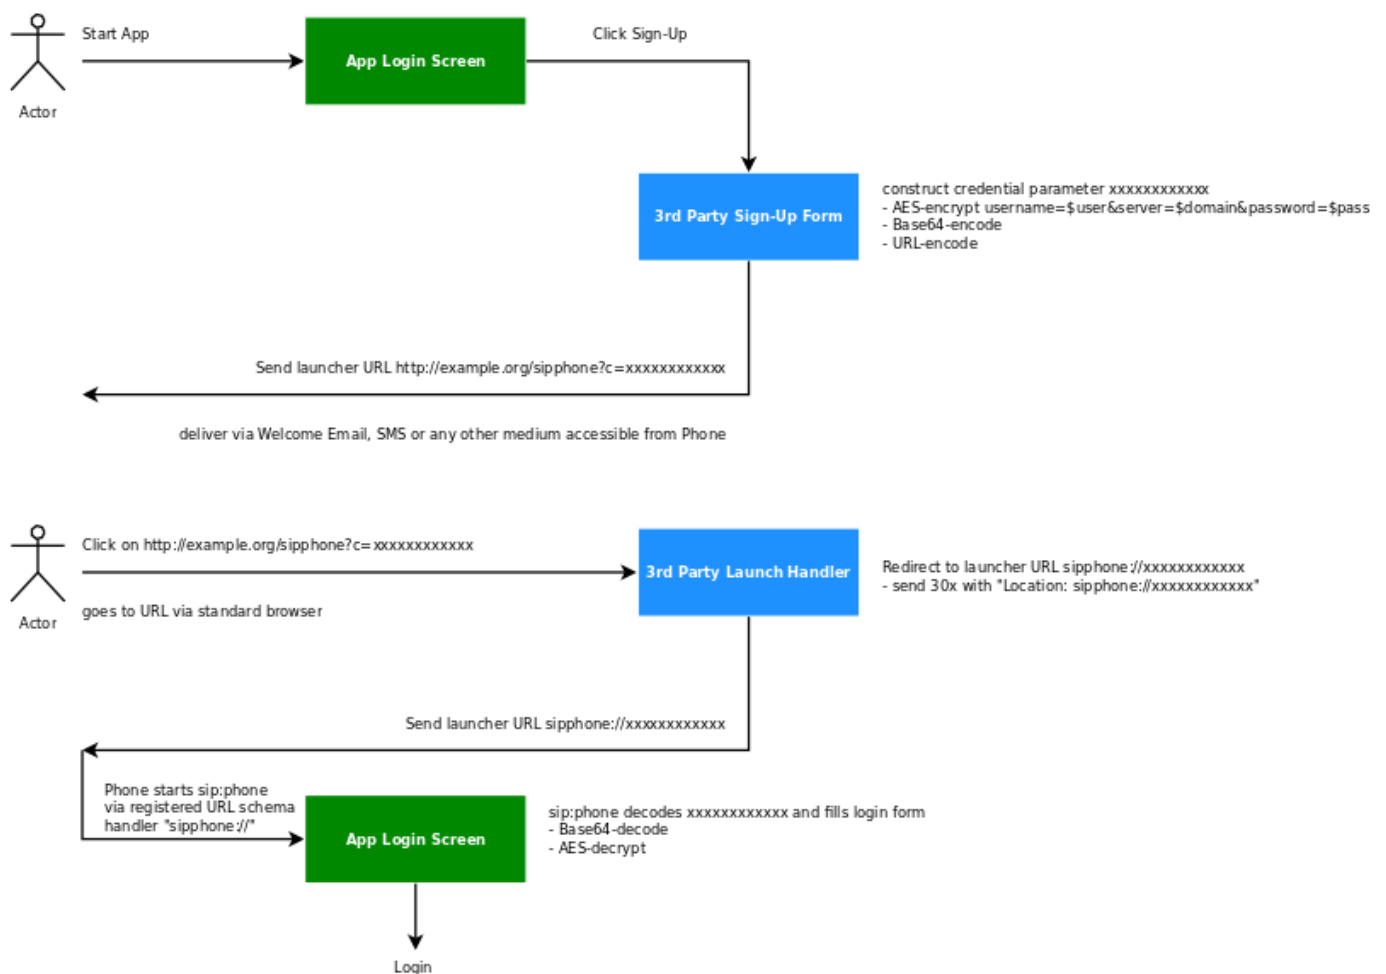 Start App
Click Sign-Up
App Login Screen
Actor
3rd Party Sign-Up Form
construct credential parameter xxxxxxxxxxxx
- AES-encrypt username=$user&server=$domain&password=$pass
- Base64-encode
- URL-encode
Send launcher URL http://example.org/sipphone?c=xxxxxxxxxxxx
deliver via Welcome Email, SMS or any other medium accessible from Phone
Click on http://example.org/sipphone?c=xxxxxxxxxxxx
3rd Party Launch Handler
Redirect to launcher URL sipphone://xxxxxxxxxxxx
- send 30x with "Location: sipphone://xxxxxxxxxxxx"
goes to URL via standard browser
Actor
Send launcher URL sipphone://xxxxxxxxxxxx
Phone starts sip:phone
via registered URL schema
handler "sipphone://"
App Login Screen
sip:phone decodes xxxxxxxxxxxx and fills login form
- Base64-decode
- AES-decrypt
Login